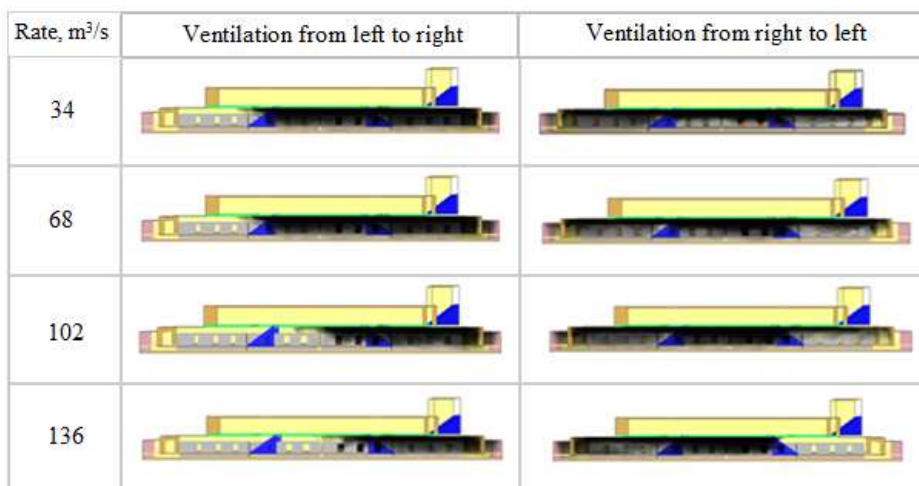 Rate, m³/s Ventilation from left to right Ventilation from right to left
34
68
102
136